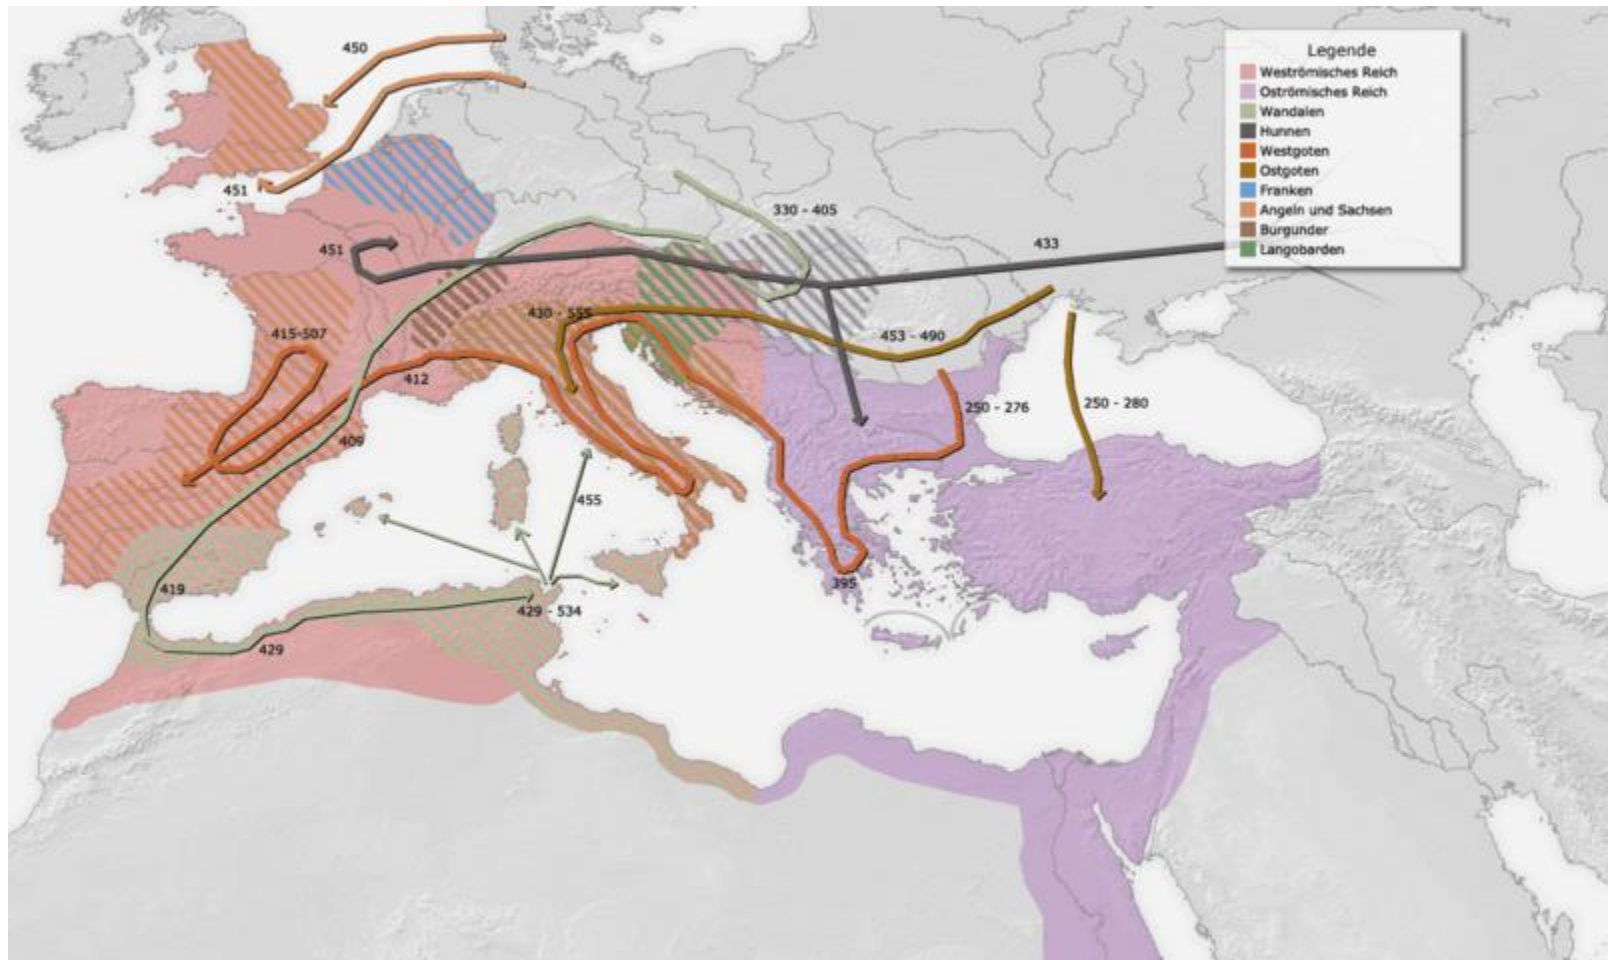 450
Legende
Weströmisches Reich
Oströmisches Reich
Wandalen
Hunnen
Westgoten
Ostgoten
Franken
Angeln und Sachsen
Burgunder
Langobarden
451
330 - 405
433
451
430 - 555
415-507
453 - 490
412
250 - 276
250 - 280
409
455
395
419
429 - 534
429